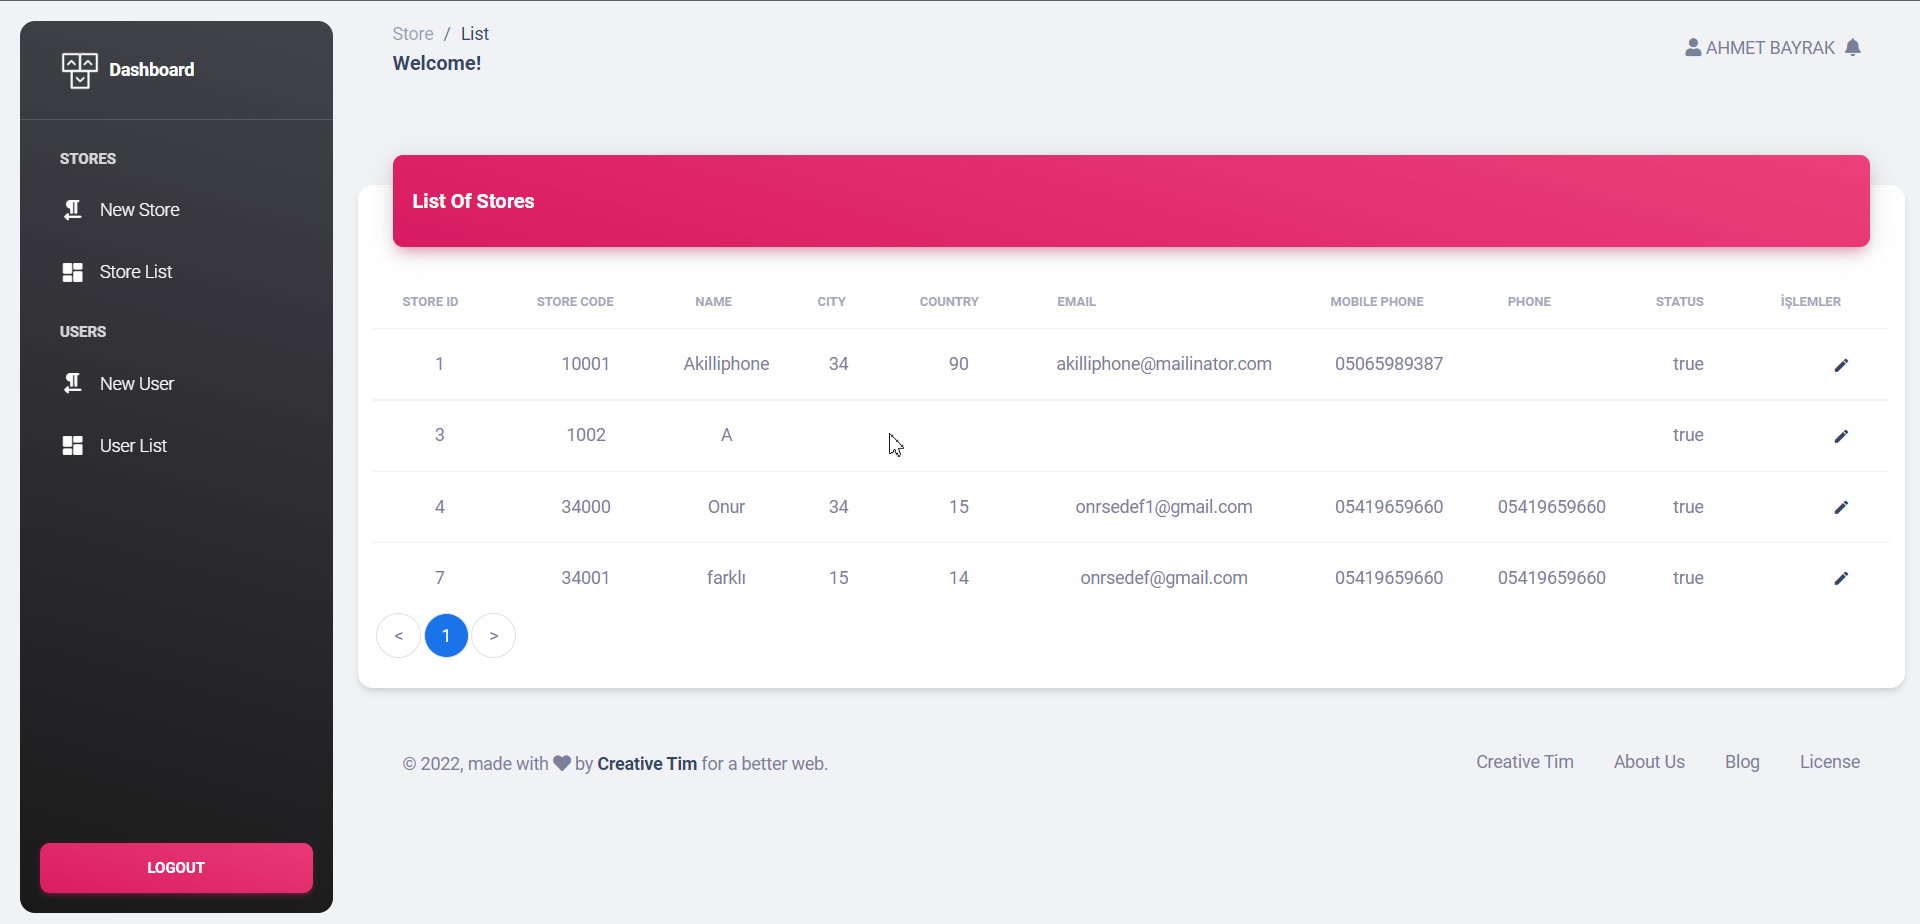 Dashboard
STORES
New Store
Store List
USERS
New User
User List
LOGOUT
Store / List
Welcome!
AHMET BAYRAK
List Of Stores
STORE ID STORE CODE NAME CITY COUNTRY EMAIL MOBILE PHONE PHONE STATUS İŞLEMLER
1 10001 Akilliphone 34 90 akilliphone@mailinator.com 05065989387 true
3 1002 A true
4 34000 Onur 34 15 onrsedef1@gmail.com 05419659660 05419659660 true
7 34001 farklı 15 14 onrsedef@gmail.com 05419659660 05419659660 true
< 1 >
© 2022, made with by Creative Tim for a better web.
Creative Tim About Us Blog License